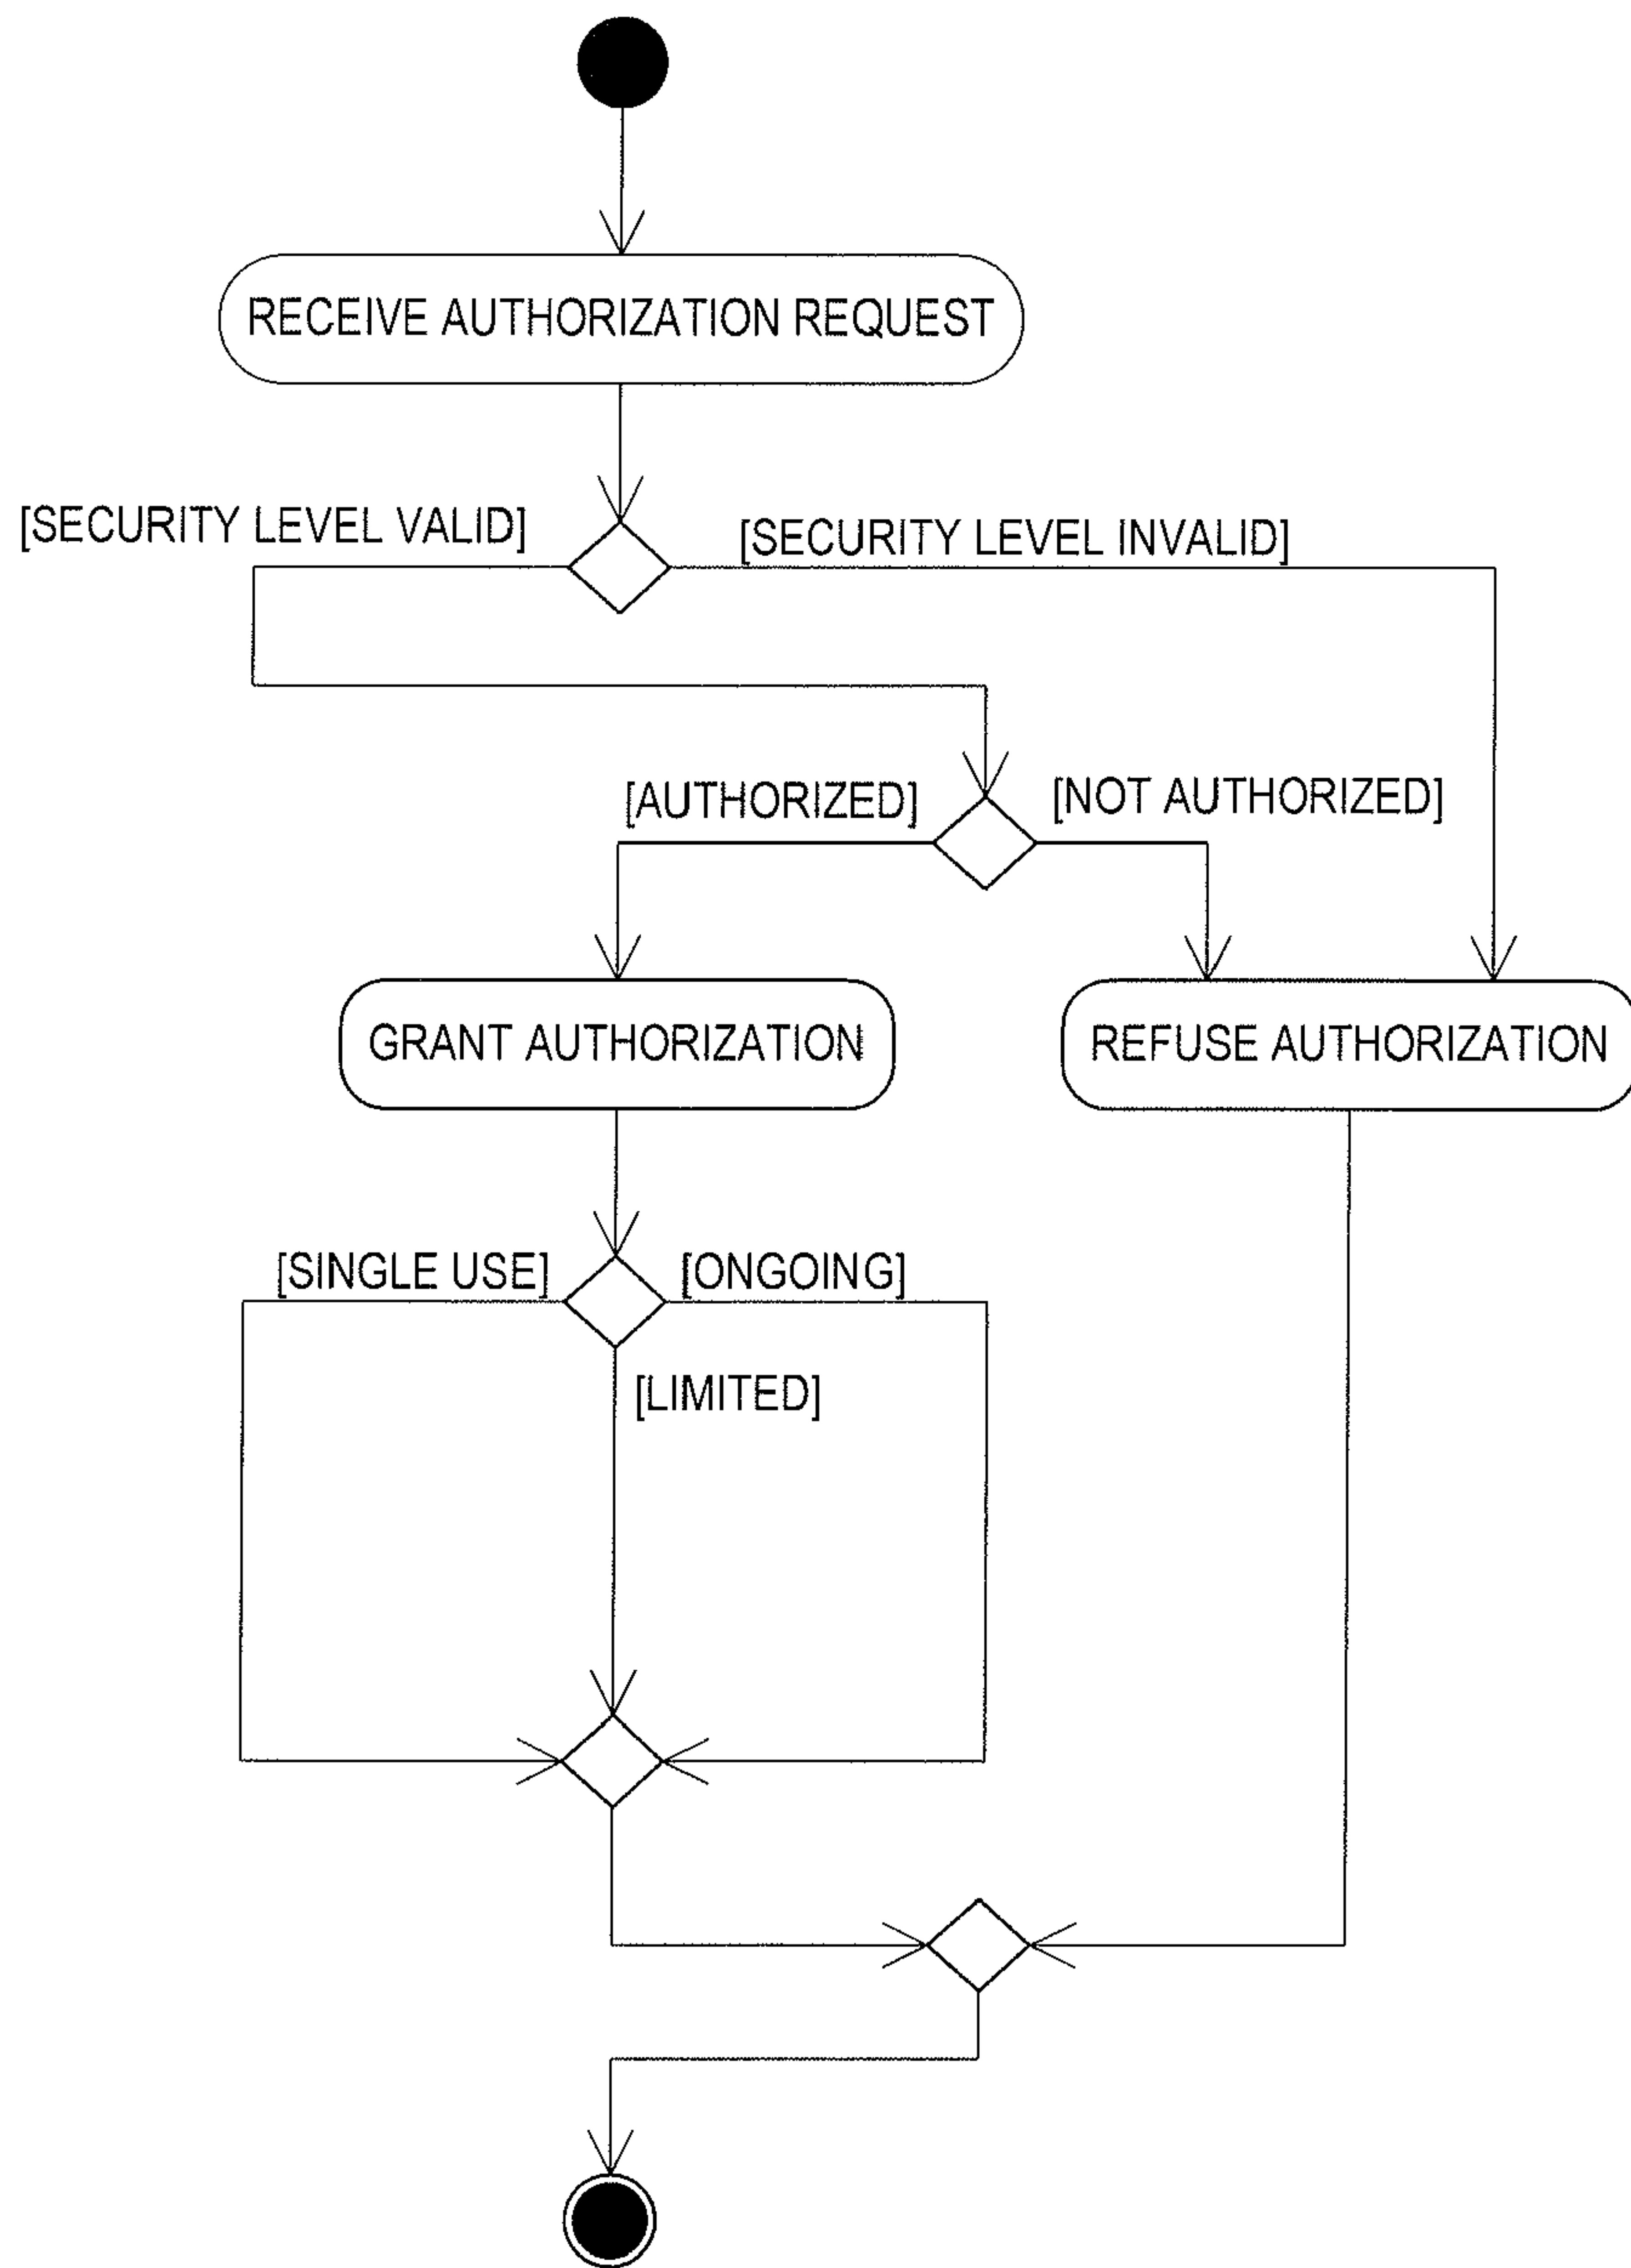 RECEIVE AUTHORIZATION REQUEST
[SECURITY LEVEL VALID]
[SECURITY LEVEL INVALID]
[AUTHORIZED]
[NOT AUTHORIZED]
GRANT AUTHORIZATION
REFUSE AUTHORIZATION
[SINGLE USE]
[ONGOING]
[LIMITED]